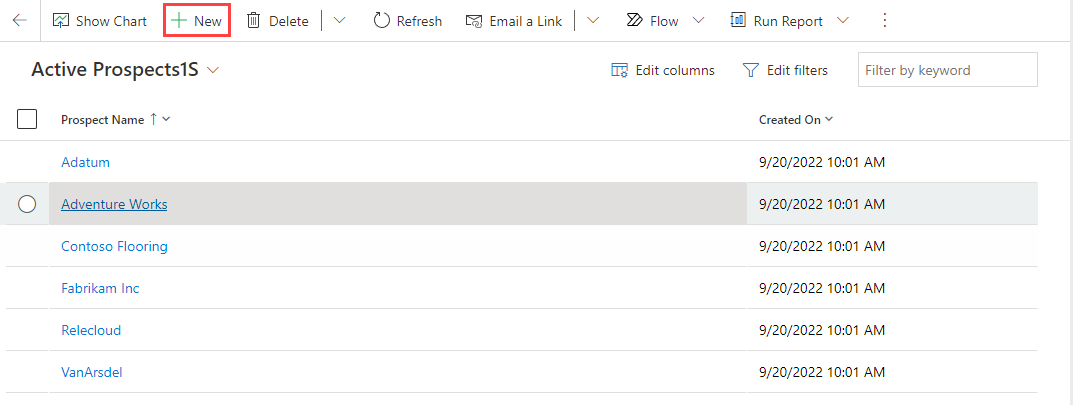 Show Chart New Delete Refresh Email a Link Flow Run Report
Active Prospects1S Edit columns Edit filters Filter by keyword
Prospect Name Created On
Adatum 9/20/2022 10:01 AM
Adventure Works 9/20/2022 10:01 AM
Contoso Flooring 9/20/2022 10:01 AM
Fabrikam Inc 9/20/2022 10:01 AM
Relecloud 9/20/2022 10:01 AM
VanArsdel 9/20/2022 10:01 AM